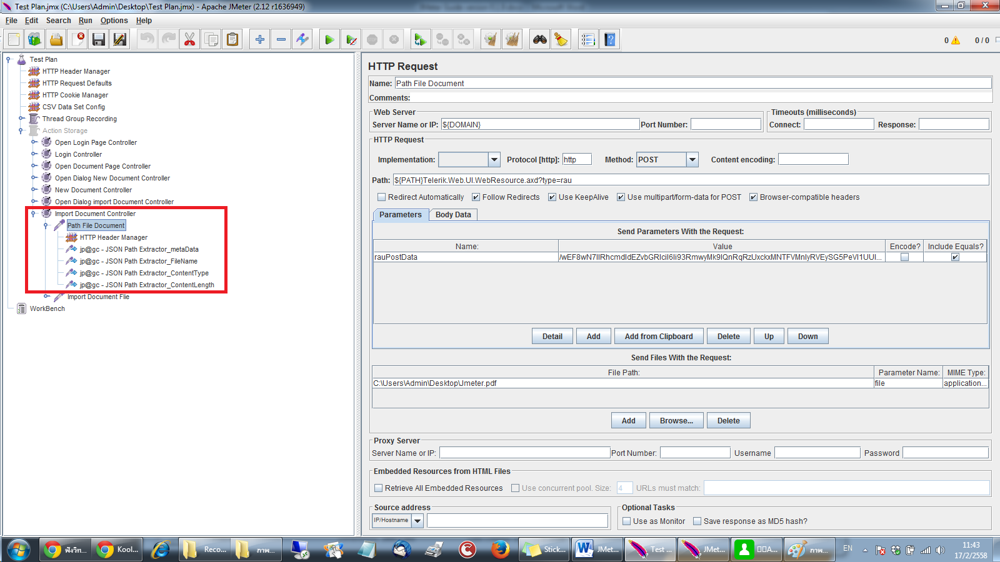 Test Plan.jmx (C:\Users\Admin\Desktop\Test Plan.jmx) - Apache JMeter (2.12 r1636949)
File Edit Search Run Options Help
0 0 / 0
Test Plan
HTTP Header Manager
HTTP Request Defaults
HTTP Cookie Manager
CSV Data Set Config
Thread Group Recording
Action Storage
Open Login Page Controller
Login Controller
Open Document Page Controller
Open Dialog New Document Controller
New Document Controller
Open Dialog import Document Controller
Import Document Controller
Path File Document
HTTP Header Manager
jp@gc - JSON Path Extractor_metaData
jp@gc - JSON Path Extractor_FileName
jp@gc - JSON Path Extractor_ContentType
jp@gc - JSON Path Extractor_ContentLength
Import Document Flie
WorkBench
HTTP Request
Name: Path File Document
Comments:
Web Server
Server Name or IP: ${DOMAIN} Port Number:
Timeouts (milliseconds)
Connect: Response:
HTTP Request
Implementation: Protocol [http]: http Method: POST Content encoding:
Path: ${PATH}Telerik.Web.UI.WebResource.axd?type=rau
Redirect Automatically Follow Redirects Use KeepAlive Use multipart/form-data for POST Browser-compatible headers
Parameters Body Data
Send Parameters With the Request:
Name: Value Encode? Include Equals?
rauPostData
Detail Add Add from Clipboard Delete Up Down
Send Files With the Request:
File Path: Parameter Name: MIME Type:
C:\Users\Admin\Desktop\Jmeter.pdf file application...
Add Browse... Delete
Proxy Server
Server Name or IP: Port Number: Username Password
Embedded Resources from HTML Files
Retrieve All Embedded Resources Use concurrent pool. Size: 4 URLs must match:
Source address
IP/Hostname
Optional Tasks
Use as Monitor Save response as MD5 hash?
ฟังวิท... Kool... Reco... ภาพ... Stick... JMet... Test ... JMet... ภาพ... EN
11:43
17/2/2558